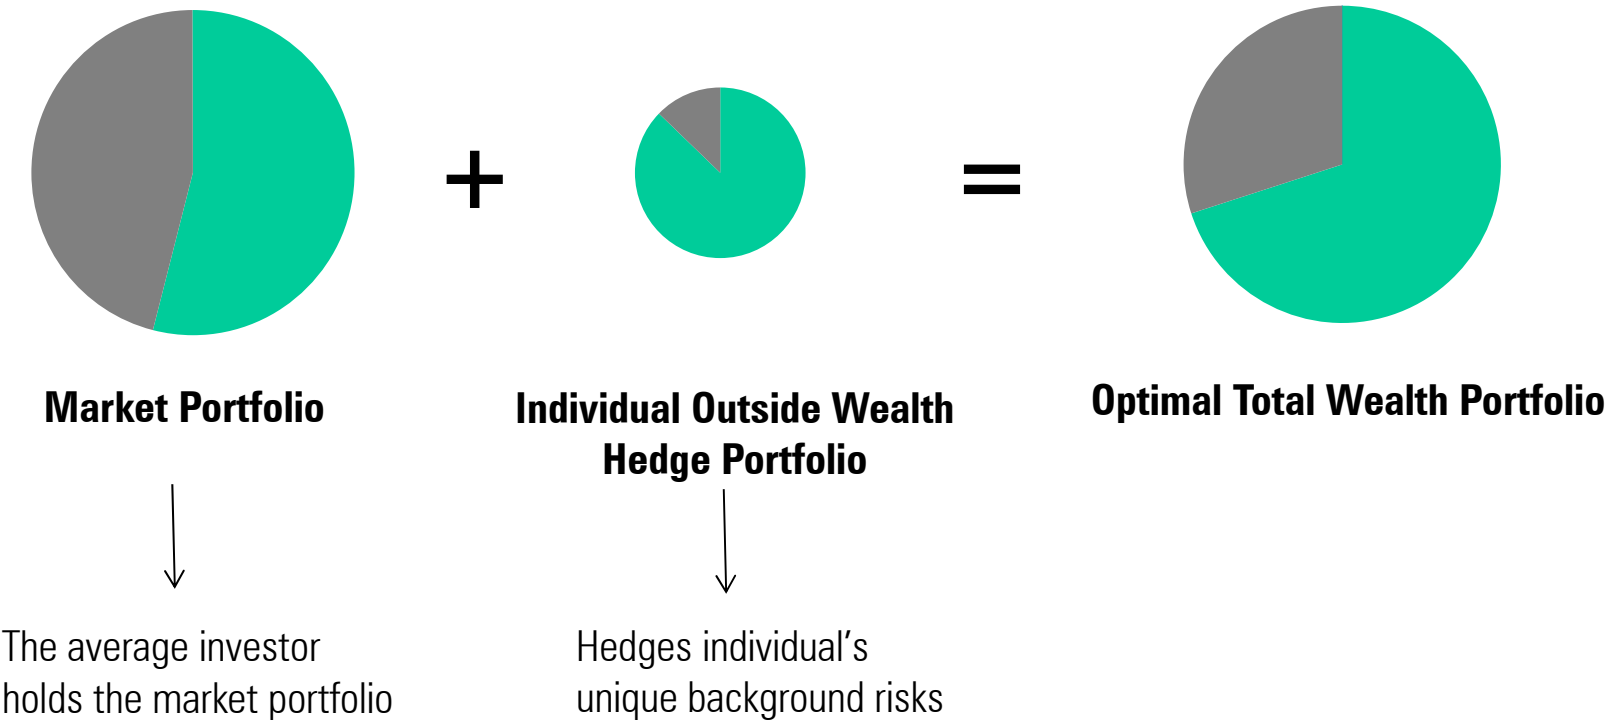 +
=
Market Portfolio
Individual Outside Wealth
Hedge Portfolio
Optimal Total Wealth Portfolio
The average investor
holds the market portfolio
Hedges individual’s
unique background risks